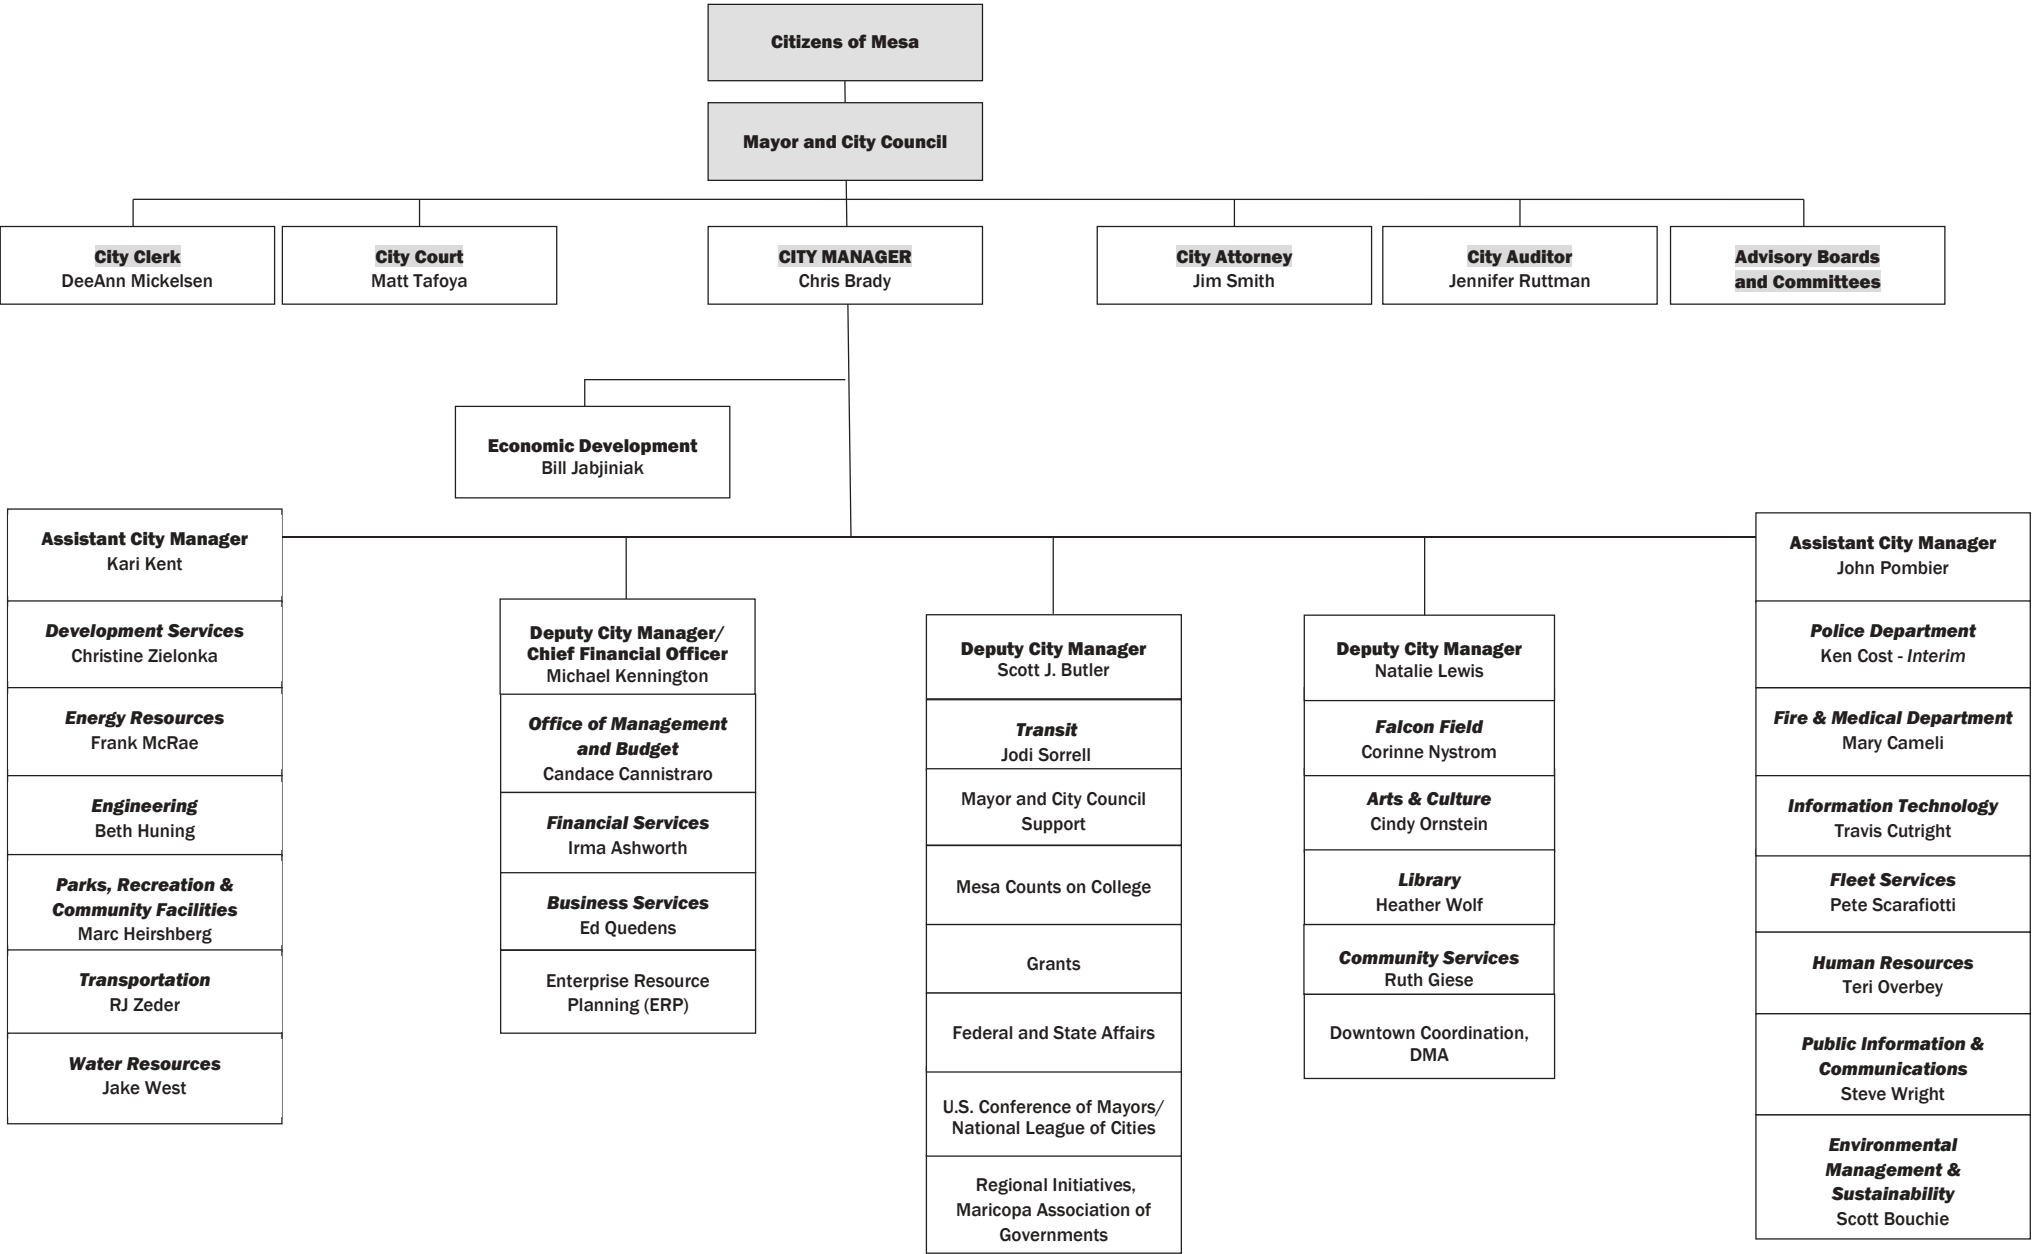 Citizens of Mesa
Mayor and City Council
City Clerk
DeeAnn Mickelsen
City Court
Matt Tafoya
CITY MANAGER
Chris Brady
City Attorney
Jim Smith
City Auditor
Jennifer Ruttman
Advisory Boards
and Committees
Economic Development
Bill Jabjiniak
Assistant City Manager
Kari Kent
Development Services
Christine Zielonka
Energy Resources
Frank McRae
Engineering
Beth Huning
Parks, Recreation &
Community Facilities
Marc Heirshberg
Transportation
RJ Zeder
Water Resources
Jake West
Deputy City Manager/
Chief Financial Officer
Michael Kennington
Office of Management
and Budget
Candace Cannistraro
Financial Services
Irma Ashworth
Business Services
Ed Quedens
Enterprise Resource
Planning (ERP)
Deputy City Manager
Scott J. Butler
Transit
Jodi Sorrell
Mayor and City Council
Support
Mesa Counts on College
Grants
Federal and State Affairs
U.S. Conference of Mayors/
National League of Cities
Regional Initiatives,
Maricopa Association of
Governments
Deputy City Manager
Natalie Lewis
Falcon Field
Corinne Nystrom
Arts & Culture
Cindy Ornstein
Library
Heather Wolf
Community Services
Ruth Giese
Downtown Coordination,
DMA
Assistant City Manager
John Pombier
Police Department
Ken Cost - Interim
Fire & Medical Department
Mary Cameli
Information Technology
Travis Cutright
Fleet Services
Pete Scarafiotti
Human Resources
Teri Overbey
Public Information &
Communications
Steve Wright
Environmental
Management &
Sustainability
Scott Bouchie